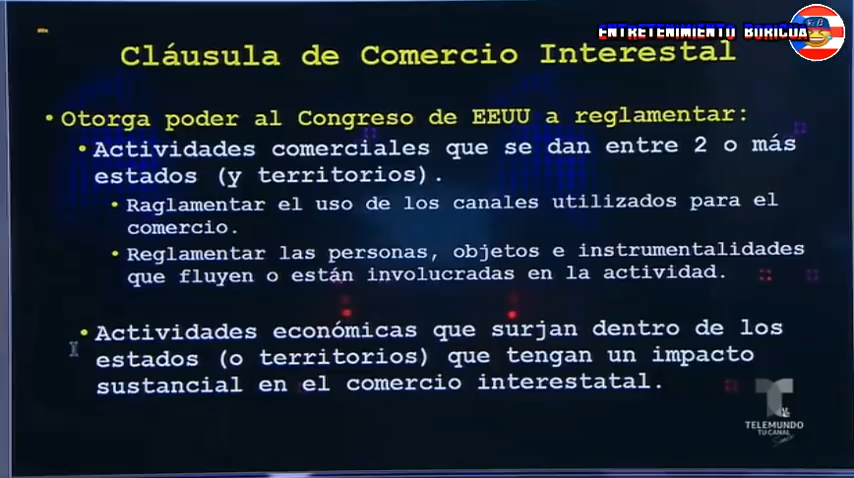 ENTRETENIMIENTO BORICUA
Cláusula de Comercio Interestal
• Otorga poder al Congreso de EEUU a reglamentar:
• Actividades comerciales que se dan entre 2 o más
estados (y territorios).
• Raglamentar el uso de los canales utilizados para el
comercio.
• Reglamentar las personas, objetos e instrumentalidades
que fluyen o están involucradas en la actividad.
• Actividades económicas que surjan dentro de los
estados (o territorios) que tengan un impacto
sustancial en el comercio interestatal.
TELEMUNDO
TU CANAL